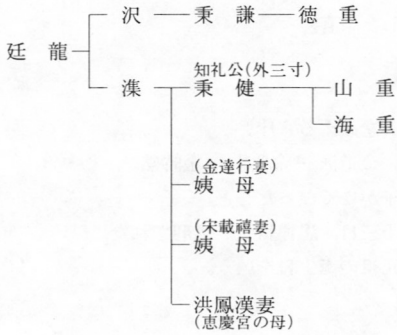 沢 秉謙 徳重
廷龍
知礼公(外三寸)
潗 秉健 山重
海重
(金達行妻)
姨母
(宋載禧妻)
姨母
洪鳳漢妻
(恵慶宮の母)